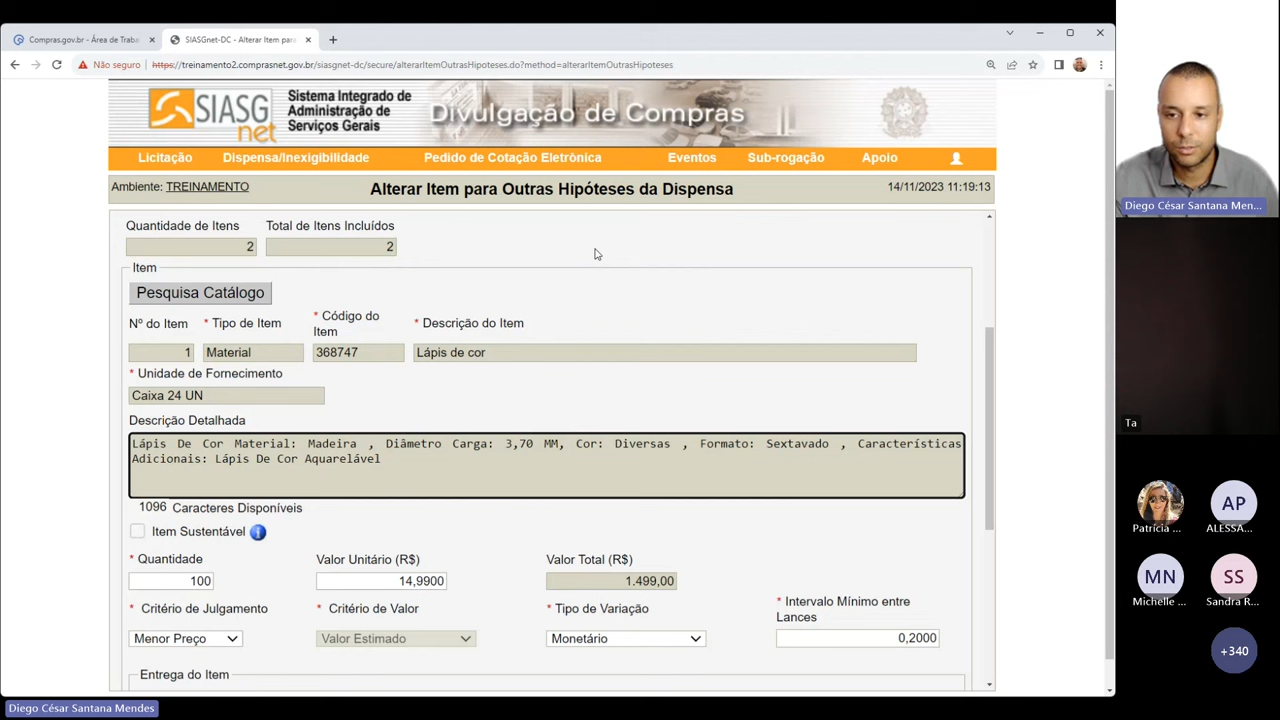 Compras.gov.br - Área de Trabal
SIASGnet-DC - Alterar Item para
Não seguro
https://treinamento2.comprasnet.gov.br/siasgnet-dc/secure/alterarItemOutrasHipoteses.do?method=alterarItemOutrasHipoteses
SIASG
net
Sistema Integrado de
Administração de
Serviços Gerais
Divulgação de Compras
Licitação Dispensa/Inexigibilidade Pedido de Cotação Eletrônica Eventos Sub-rogação Apoio
Ambiente: TREINAMENTO
Alterar Item para Outras Hipóteses da Dispensa
14/11/2023 11:19:13
Quantidade de Itens Total de Itens Incluídos
2 2
Item
Pesquisa Catálogo
Nº do Item * Tipo de Item * Código do Item * Descrição do Item
1 Material 368747 Lápis de cor
* Unidade de Fornecimento
Caixa 24 UN
Descrição Detalhada
Lápis De Cor Material: Madeira , Diâmetro Carga: 3,70 MM, Cor: Diversas , Formato: Sextavado , Características
Adicionais: Lápis De Cor Aquarelável
1096 Caracteres Disponíveis
Item Sustentável i
* Quantidade Valor Unitário (R$) Valor Total (R$)
100 14,9900 1.499,00
* Critério de Julgamento * Critério de Valor * Tipo de Variação * Intervalo Mínimo entre Lances
Menor Preço Valor Estimado Monetário 0,2000
Entrega do Item
Diego César Santana Mendes
Diego César Santana Men...
Ta
Patrícia ...
AP
ALESSA...
MN
Michelle ...
SS
Sandra R...
+340